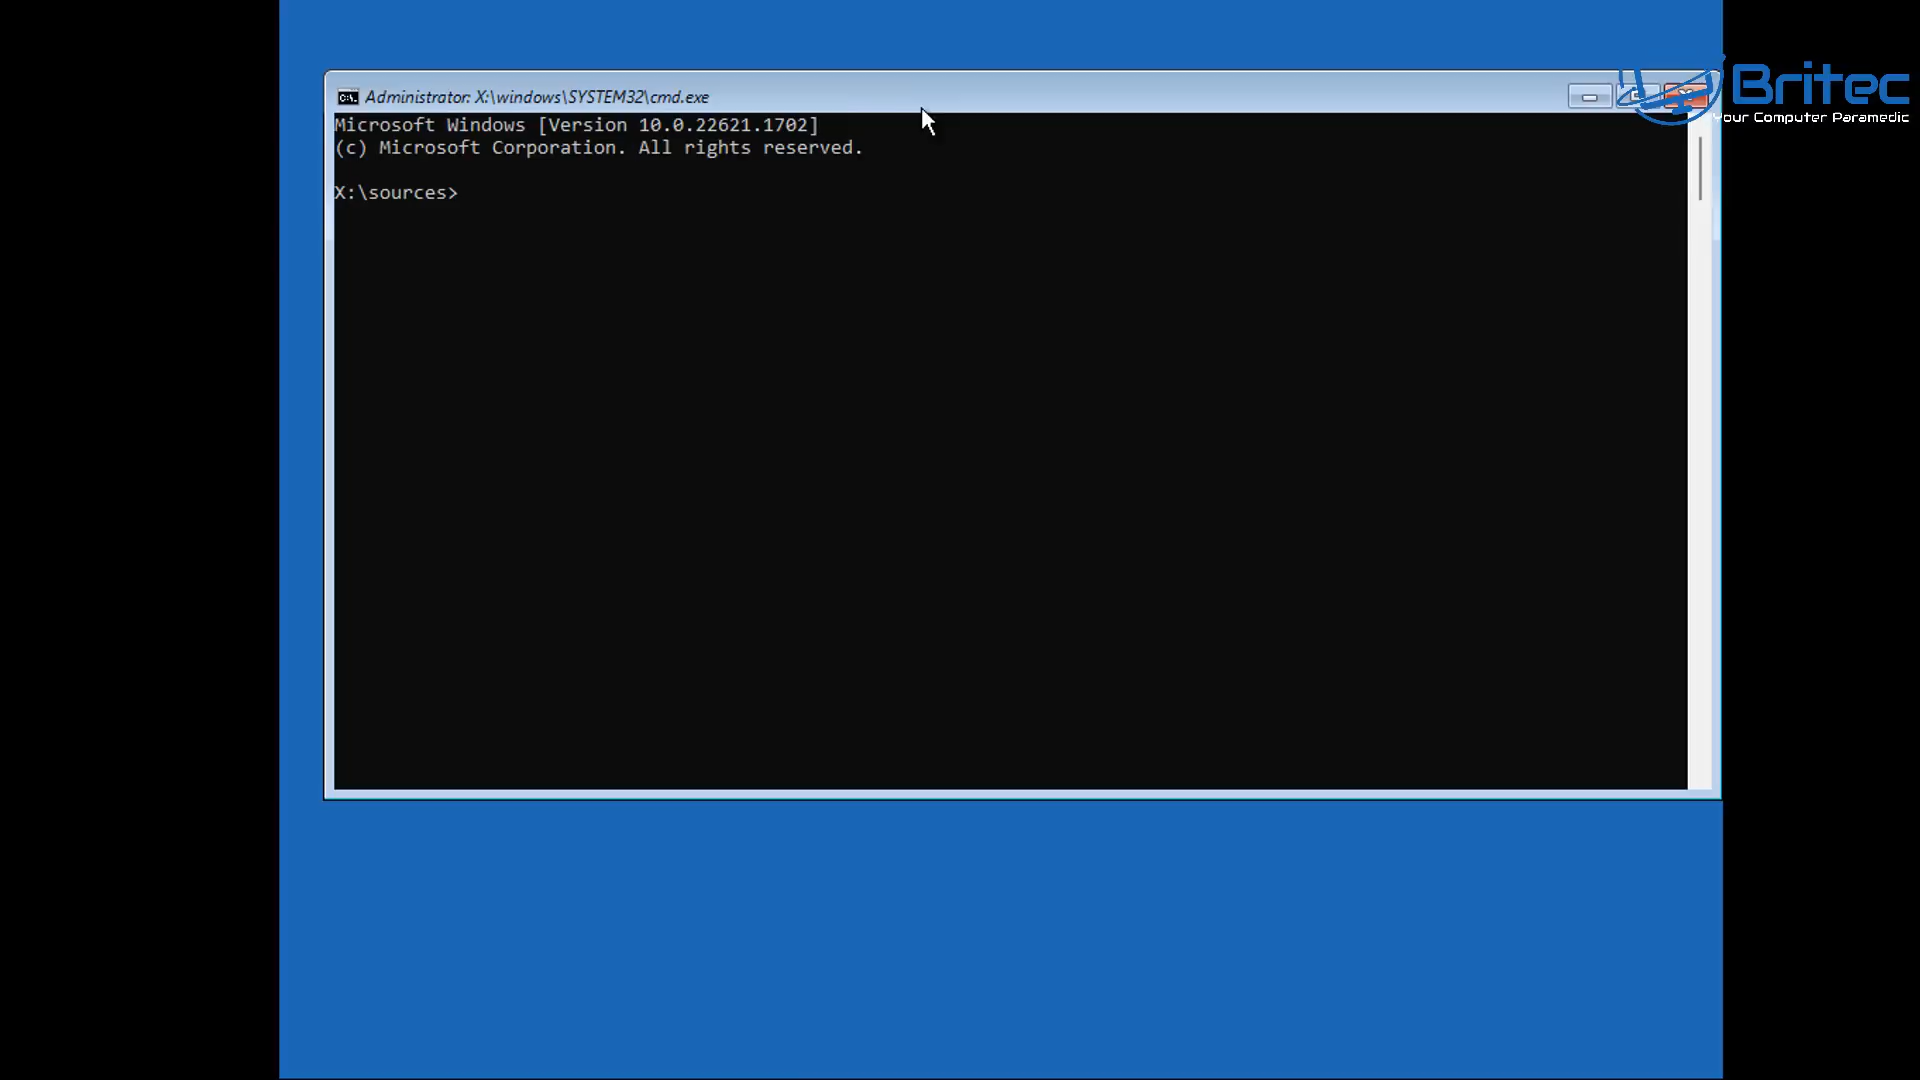 Administrator: X:\windows\SYSTEM32\cmd.exe
Britec
Your Computer Paramedic
Microsoft Windows [Version 10.0.22621.1702]
(c) Microsoft Corporation. All rights reserved.
X:\sources>